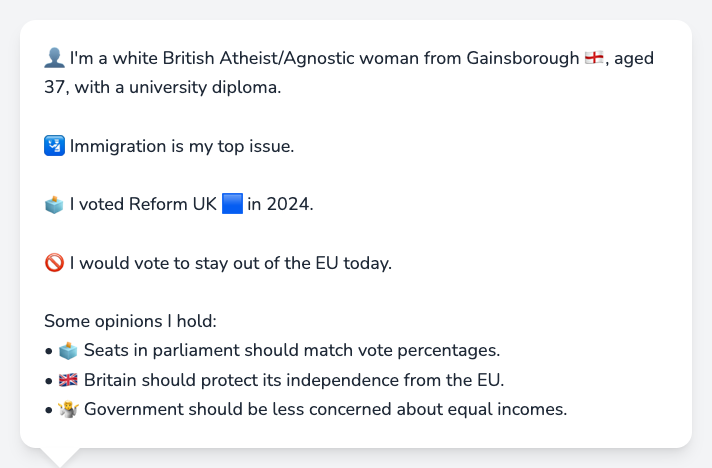 👤 I'm a white British Atheist/Agnostic woman from Gainsborough 🏴󠁧󠁢󠁥󠁮󠁧󠁿, aged
37, with a university diploma.
🛂 Immigration is my top issue.
🗳️ I voted Reform UK 🟦 in 2024.
🚫 I would vote to stay out of the EU today.
Some opinions I hold:
• 🗳️ Seats in parliament should match vote percentages.
• 🇬🇧 Britain should protect its independence from the EU.
• 🤷 Government should be less concerned about equal incomes.